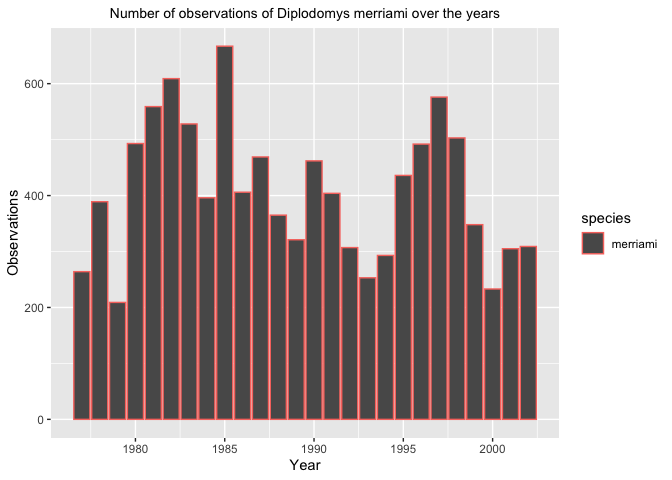 Number of observations of Diplodomys merriami over the years
Observations
600
400
200
0
1980 1985 1990 1995 2000
Year
species
merriami